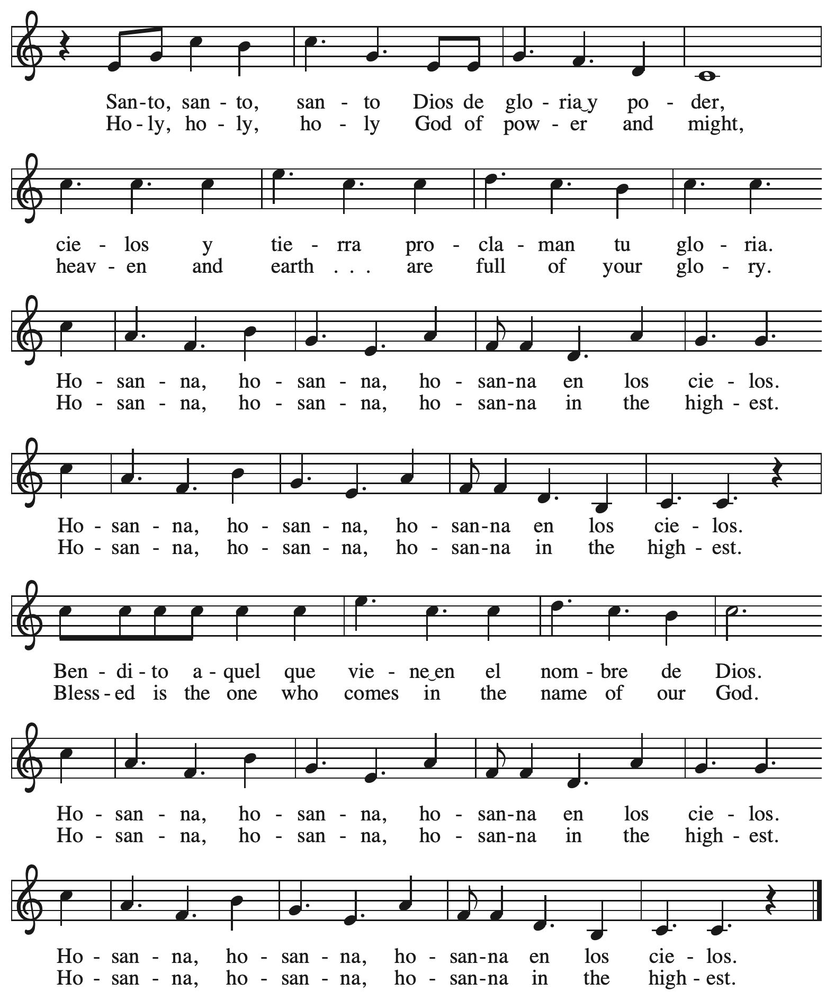 San-to, san - to, san - to Dios de glo - ria‿y po - der,
Ho - ly, ho - ly, ho - ly God of pow - er and might,
cie - los y tie - rra pro - cla - man tu glo - ria.
heav - en and earth . . . are full of your glo - ry.
Ho - san - na, ho - san - na, ho - san-na en los cie - los.
Ho - san - na, ho - san - na, ho - san-na in the high - est.
Ho - san - na, ho - san - na, ho - san-na en los cie - los.
Ho - san - na, ho - san - na, ho - san-na in the high - est.
Ben - di - to a - quel que vie - ne‿en el nom - bre de Dios.
Bless - ed is the one who comes in the name of our God.
Ho - san - na, ho - san - na, ho - san-na en los cie - los.
Ho - san - na, ho - san - na, ho - san-na in the high - est.
Ho - san - na, ho - san - na, ho - san-na en los cie - los.
Ho - san - na, ho - san - na, ho - san-na in the high - est.